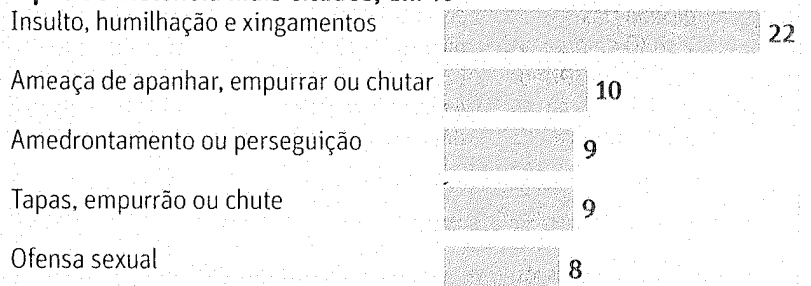 Insulto, humilhação e xingamentos 22
Ameaça de apanhar, empurrar ou chutar 10
Amedrontamento ou perseguição 9
Tapas, empurrão ou chute 9
Ofensa sexual 8